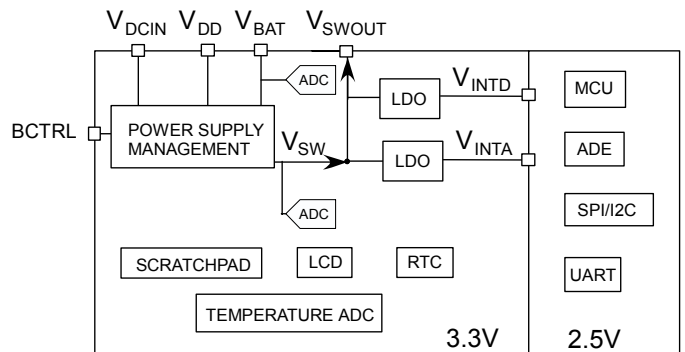 VDCIN VDD VBAT VSWOUT
ADC
LDO VINTD MCU
BCTRL POWER SUPPLY
MANAGEMENT
VSW
LDO VINTA ADE
ADC
SPI/I2C
SCRATCHPAD LCD RTC UART
TEMPERATURE ADC
3.3V 2.5V